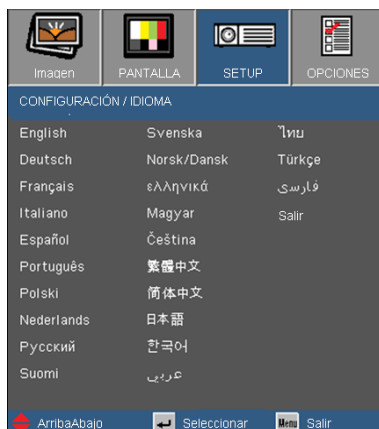 Imagen PANTALLA SETUP OPCIONES
CONFIGURACIÓN / IDIOMA
English Svenska ไทย
Deutsch Norsk/Dansk Türkçe
Français ελληνικά فارسی
Italiano Magyar Salir
Español Čeština
Português 繁體中文
Polski 简体中文
Nederlands 日本語
Русский 한국어
Suomi عربي
ArribaAbajo Seleccionar Menu Salir